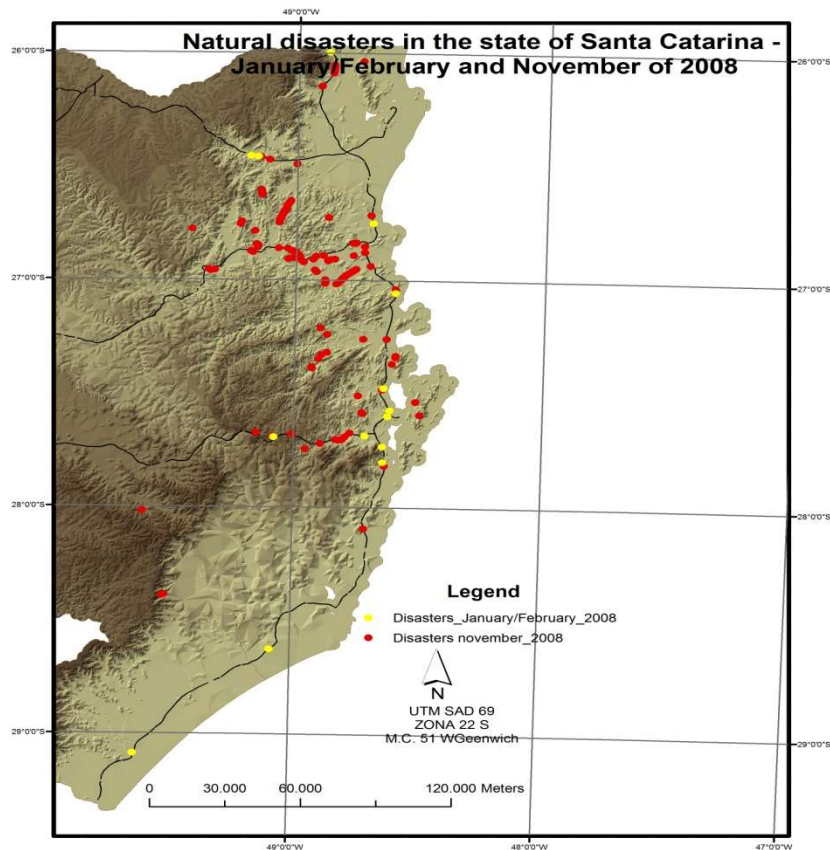 49°0'0"W
26°0'0"S
Natural disasters in the state of Santa Catarina -
January/February and November of 2008
26°0'0"S
27°0'0"S
27°0'0"S
28°0'0"S
28°0'0"S
Legend
Disasters_January/February_2008
Disasters november_2008
N
UTM SAD 69
ZONA 22 S
M.C. 51 WGeenwich
29°0'0"S
29°0'0"S
0 30.000 60.000 120.000 Meters
49°0'0"W 48°0'0"W 47°0'0"W